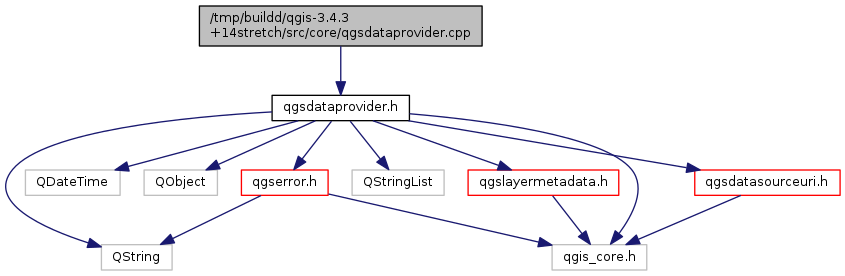 /tmp/buildd/qgis-3.4.3
+14stretch/src/core/qgsdataprovider.cpp
qgsdataprovider.h
QDateTime
QObject
qgserror.h
QStringList
qgslayermetadata.h
qgsdatasourceuri.h
QString
qgis_core.h